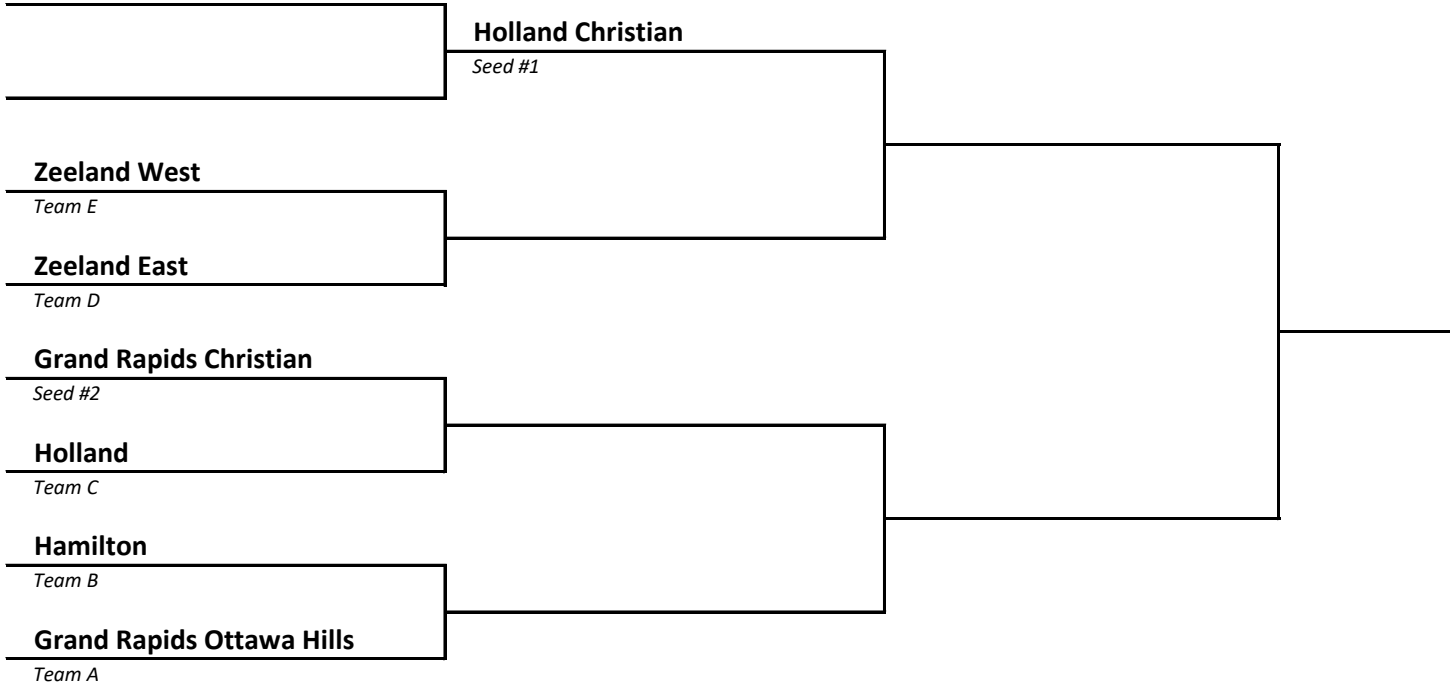 Holland Christian
Seed #1
Zeeland West
Team E
Zeeland East
Team D
Grand Rapids Christian
Seed #2
Holland
Team C
Hamilton
Team B
Grand Rapids Ottawa Hills
Team A